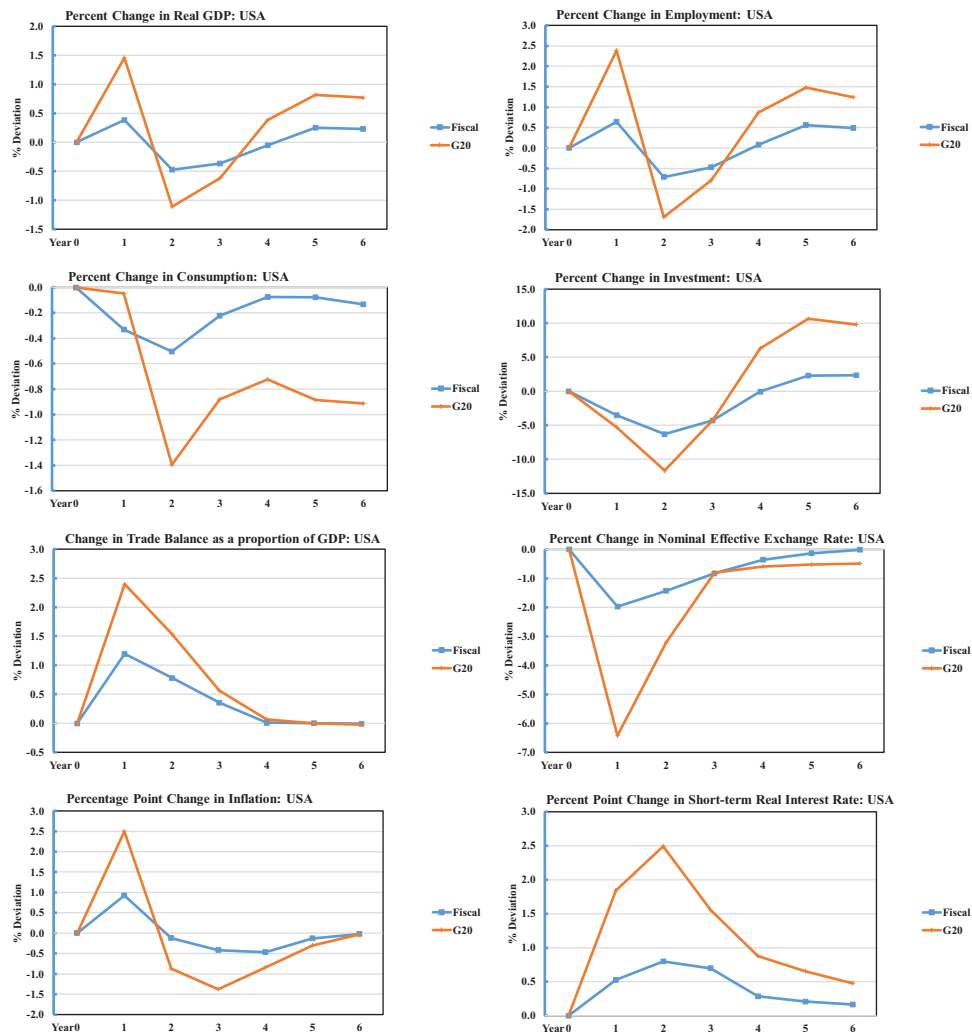 Percent Change in Real GDP: USA
% Deviation
1.5
1.0
0.5
0.0
-0.5
-1.0
-1.5
Year 0 1 2 3 4 5 6
Fiscal
G20
Percent Change in Employment: USA
% Deviation
3.0
2.5
2.0
1.5
1.0
0.5
0.0
-0.5
-1.0
-1.5
-2.0
Year 0 1 2 3 4 5 6
Fiscal
G20
Percent Change in Consumption: USA
% Deviation
0.0
-0.2
-0.4
-0.6
-0.8
-1.0
-1.2
-1.4
-1.6
Year 0 1 2 3 4 5 6
Fiscal
G20
Percent Change in Investment: USA
% Deviation
15.0
10.0
5.0
0.0
-5.0
-10.0
-15.0
Year 0 1 2 3 4 5 6
Fiscal
G20
Change in Trade Balance as a proportion of GDP: USA
% Deviation
3.0
2.5
2.0
1.5
1.0
0.5
0.0
-0.5
Year 0 1 2 3 4 5 6
Fiscal
G20
Percent Change in Nominal Effective Exchange Rate: USA
% Deviation
0.0
-1.0
-2.0
-3.0
-4.0
-5.0
-6.0
-7.0
Year 0 1 2 3 4 5 6
Fiscal
G20
Percentage Point Change in Inflation: USA
% Deviation
3.0
2.5
2.0
1.5
1.0
0.5
0.0
-0.5
-1.0
-1.5
-2.0
Year 0 1 2 3 4 5 6
Fiscal
G20
Percent Point Change in Short-term Real Interest Rate: USA
% Deviation
3.0
2.5
2.0
1.5
1.0
0.5
0.0
Year 0 1 2 3 4 5 6
Fiscal
G20